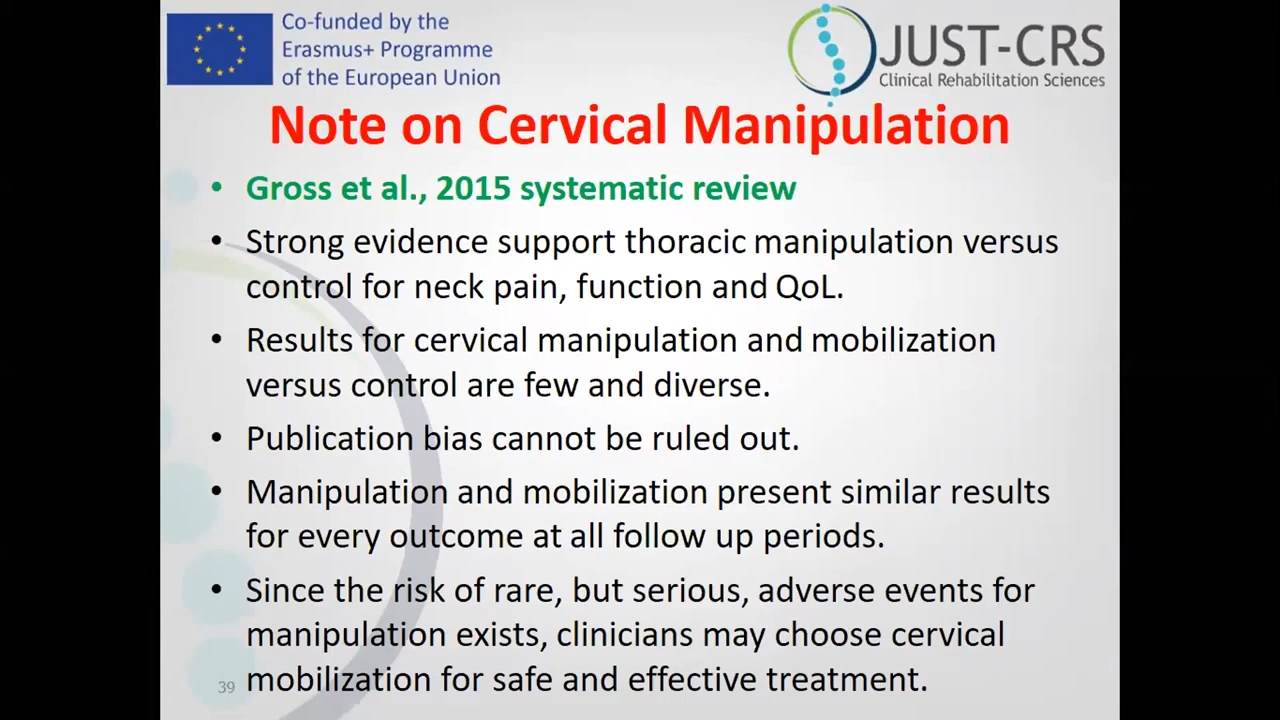 Co-funded by the
Erasmus+ Programme
of the European Union
JUST-CRS
Clinical Rehabilitation Sciences
Note on Cervical Manipulation
• Gross et al., 2015 systematic review
• Strong evidence support thoracic manipulation versus
control for neck pain, function and QoL.
• Results for cervical manipulation and mobilization
versus control are few and diverse.
• Publication bias cannot be ruled out.
• Manipulation and mobilization present similar results
for every outcome at all follow up periods.
• Since the risk of rare, but serious, adverse events for
manipulation exists, clinicians may choose cervical
mobilization for safe and effective treatment.
39